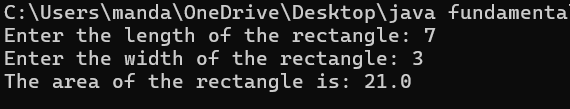 C:\Users\manda\OneDrive\Desktop\java fundamental
Enter the length of the rectangle: 7
Enter the width of the rectangle: 3
The area of the rectangle is: 21.0